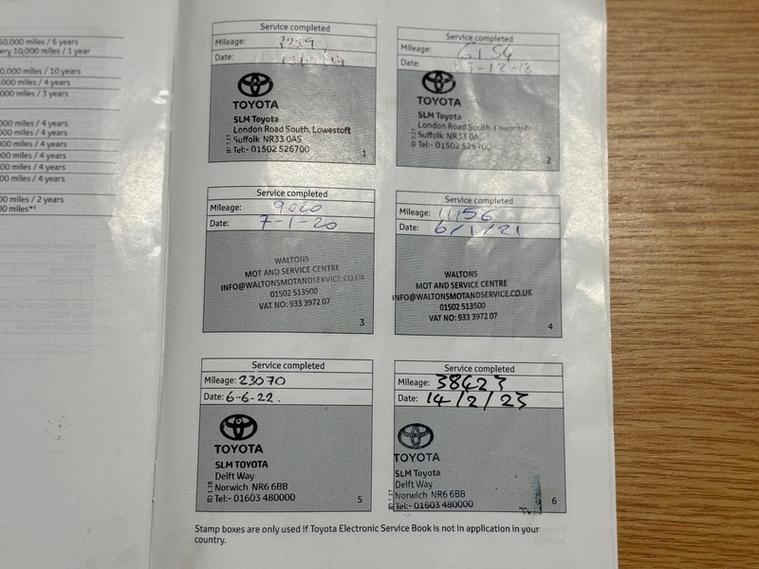 50,000 miles / 6 years
ery 10,000 miles / 1 year
0,000 miles / 10 years
000 miles / 4 years
000 miles / 3 years
000 miles / 4 years
000 miles / 4 years
00 miles / 4 years
00 miles / 4 years
00 miles / 4 years
00 miles / 4 years
00 miles / 2 years
00 miles*⁵
Service completed
Mileage:
Date:
TOYOTA
SLM Toyota
London Road South, Lowestoft
Suffolk NR33 0AS
Tel:- 01502 526700
1
Service completed
Mileage: 6154
Date: -12-18
TOYOTA
SLM Toyota
London Road South, Lowestoft
Suffolk NR33 0A
Tel:- 01502 52670
2
Service completed
Mileage: 9020
Date: 7-1-20
WALTONS
MOT AND SERVICE CENTRE
INFO@WALTONSMOTANDSERVICE.CO.UK
01502 513500
VAT NO: 933 3972 07
3
Service completed
Mileage: 11156
Date: 6/1/21
WALTONS
MOT AND SERVICE CENTRE
INFO@WALTONSMOTANDSERVICE.CO.UK
01502 513500
VAT NO: 933 3972 07
4
Service completed
Mileage: 23070
Date: 6-6-22.
TOYOTA
SLM TOYOTA
Delft Way
Norwich NR6 6BB
Tel:- 01603 480000
5
Service completed
Mileage: 38423
Date: 14/2/23
TOYOTA
SLM Toyota
Delft Way
Norwich NR6 6BB
Tel:- 01603 480000
6
Stamp boxes are only used if Toyota Electronic Service Book is not in application in your
country.